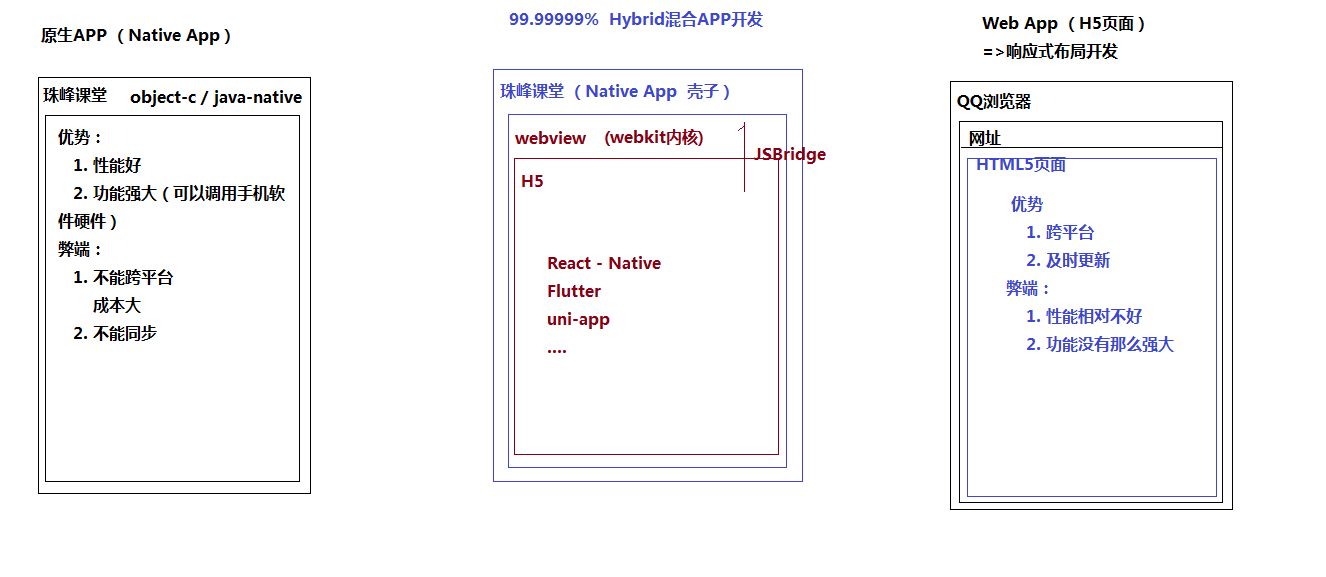 原生APP（Native App）
珠峰课堂 object-c / java-native
优势：
1. 性能好
2. 功能强大（可以调用手机软
件硬件）
弊端：
1. 不能跨平台
成本大
2. 不能同步
99.99999% Hybrid混合APP开发
珠峰课堂（Native App 壳子）
webview (webkit内核)
JSBridge
H5
React - Native
Flutter
uni-app
....
Web App（H5页面）
=>响应式布局开发
QQ浏览器
网址
HTML5页面
优势
1. 跨平台
2. 及时更新
弊端：
1. 性能相对不好
2. 功能没有那么强大